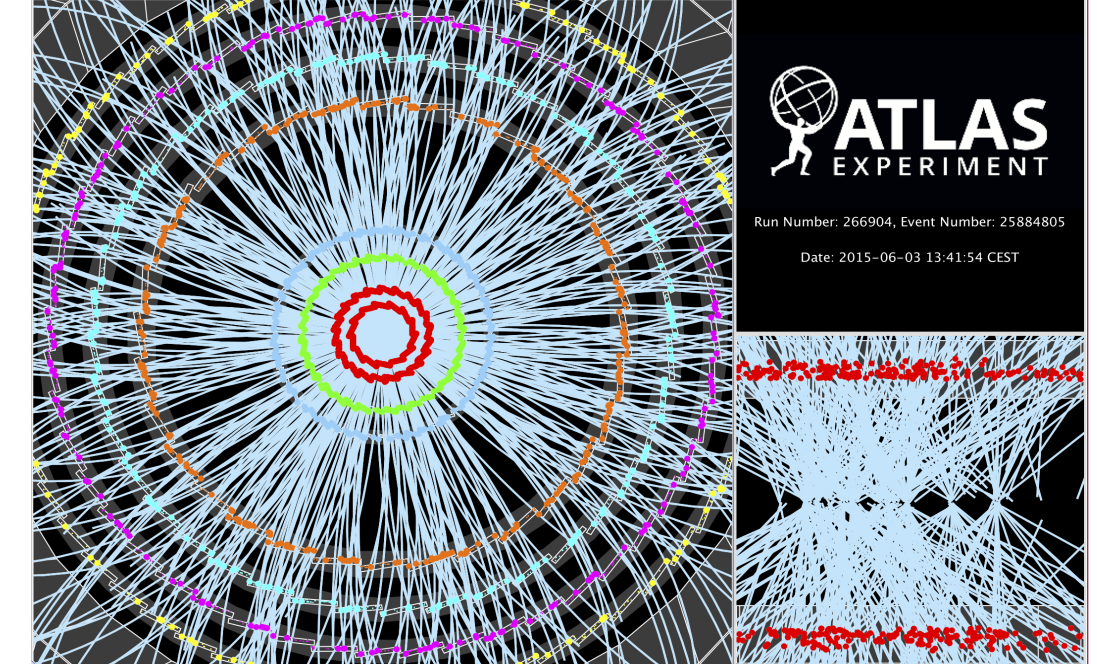 ATLAS
EXPERIMENT
Run Number: 266904, Event Number: 25884805
Date: 2015-06-03 13:41:54 CEST